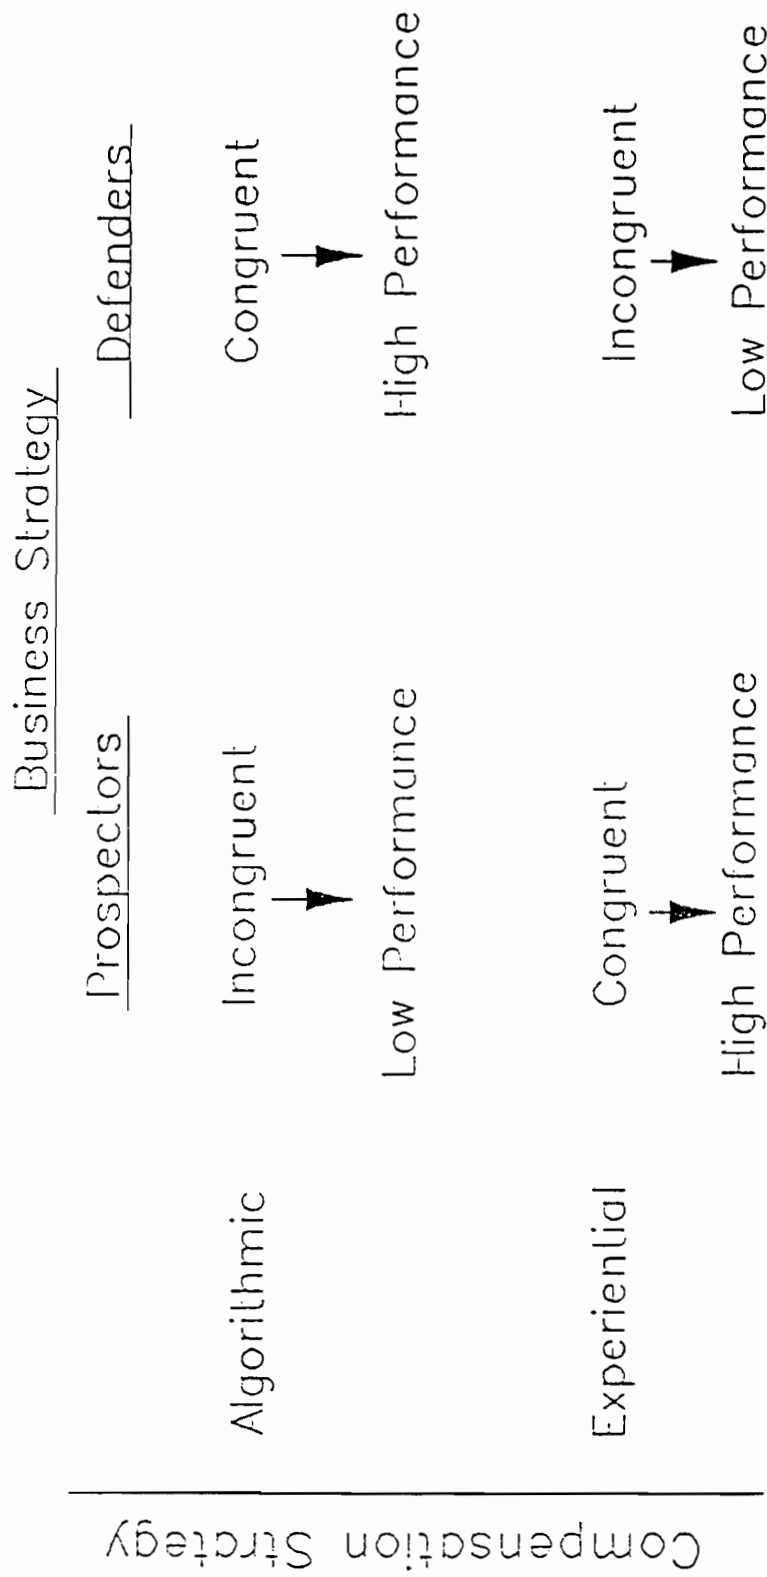 Business Strategy
Prospectors Defenders
Algorithmic Incongruent Congruent
Low Performance High Performance
Experiential Congruent Incongruent
High Performance Low Performance
Compensation Strategy